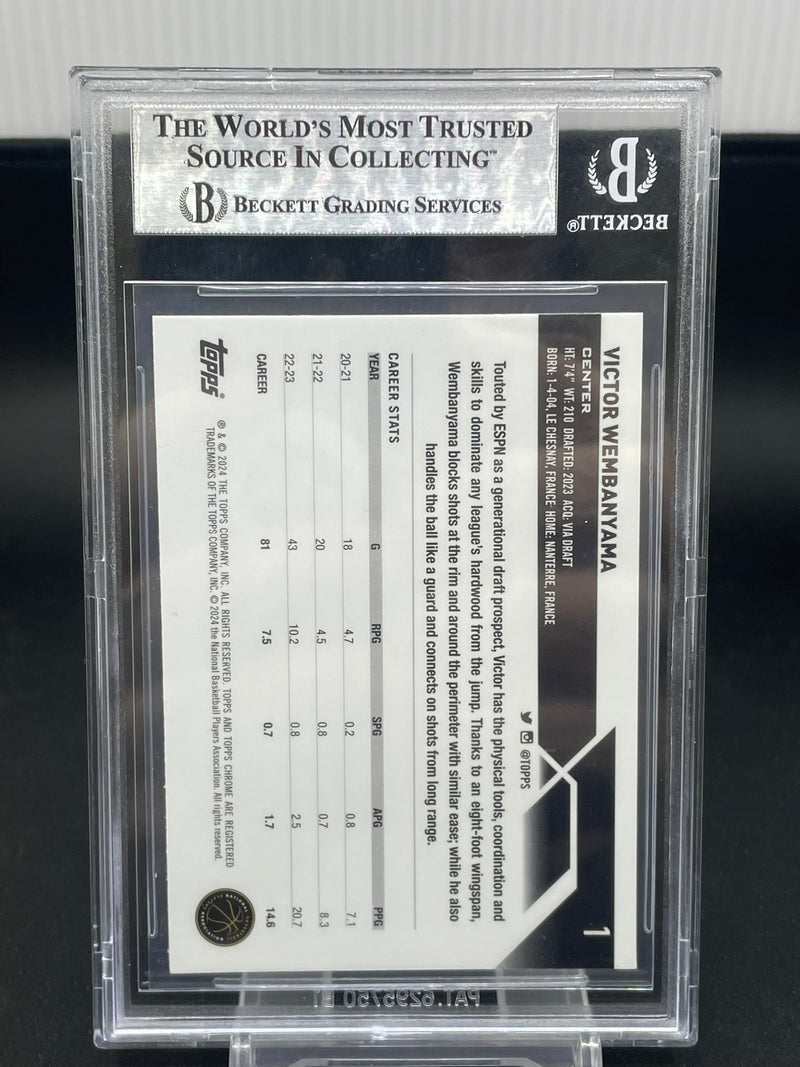 THE WORLD'S MOST TRUSTED
SOURCE IN COLLECTING™
B BECKETT GRADING SERVICES
B
BECKETT®
VICTOR WEMBANYAMA
1
CENTER
HT: 7'4" WT: 210 DRAFTED: 2023 ACQ: VIA DRAFT
BORN: 1-4-04, LE CHESNAY, FRANCE HOME: NANTERRE, FRANCE
@TOPPS
Touted by ESPN as a generational draft prospect, Victor has the physical tools, coordination and
skills to dominate any league's hardwood from the jump. Thanks to an eight-foot wingspan,
Wembanyama blocks shots at the rim and around the perimeter with similar ease; while he also
handles the ball like a guard and connects on shots from long range.
CAREER STATS
YEAR G RPG SPG APG PPG
20-21 18 4.7 0.2 0.8 7.1
21-22 20 4.5 0.8 0.7 8.3
22-23 43 10.2 0.8 2.5 20.7
CAREER 81 7.5 0.7 1.7 14.6
topps®
® & © 2024 THE TOPPS COMPANY, INC. ALL RIGHTS RESERVED. TOPPS AND TOPPS CHROME ARE REGISTERED
TRADEMARKS OF THE TOPPS COMPANY, INC. © 2024 the National Basketball Players Association. All rights reserved.
PAT. 6295750 B1